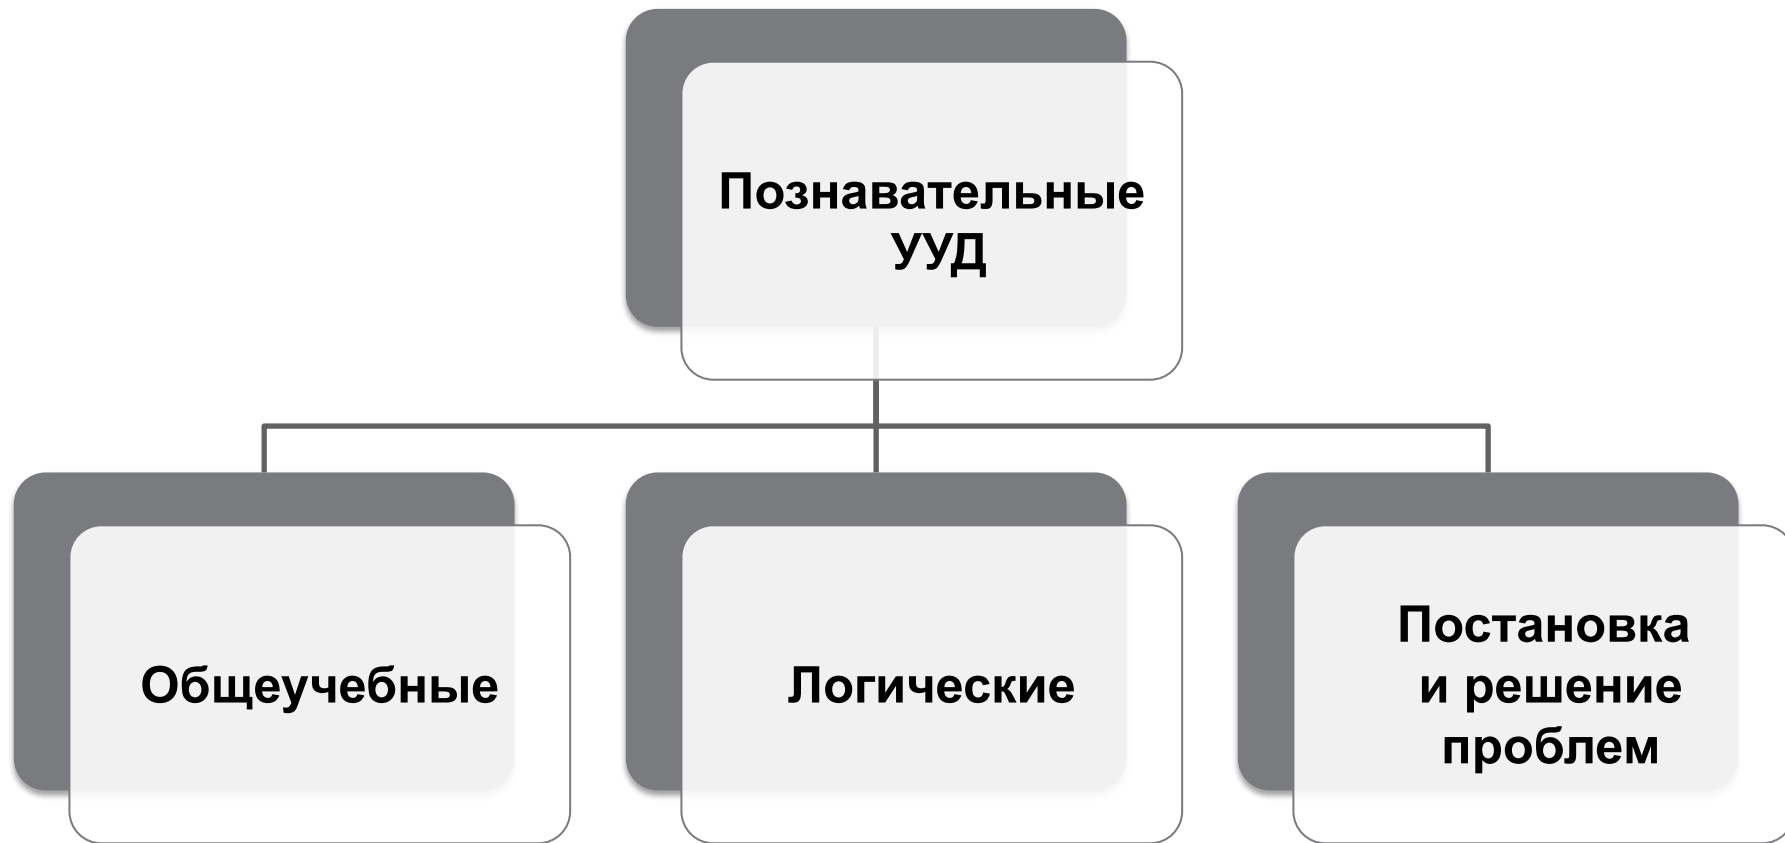 Познавательные
УУД
Общеучебные
Логические
Постановка
и решение
проблем